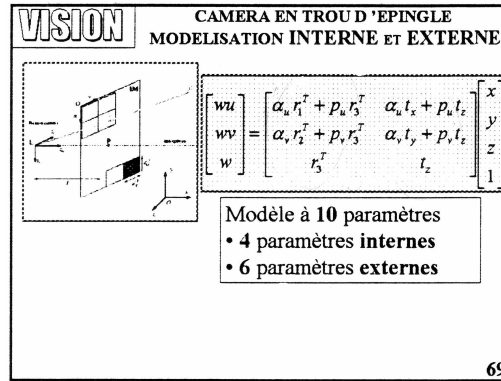 VISION
CAMERA EN TROU D 'EPINGLE
MODELISATION INTERNE ET EXTERNE
[wu wv w] = [α_u r_1^T + p_u r_3^T   α_u t_x + p_u t_z
α_v r_2^T + p_v r_3^T   α_v t_y + p_v t_z
r_3^T   t_z] [x y z 1]
Modèle à 10 paramètres
• 4 paramètres internes
• 6 paramètres externes
69